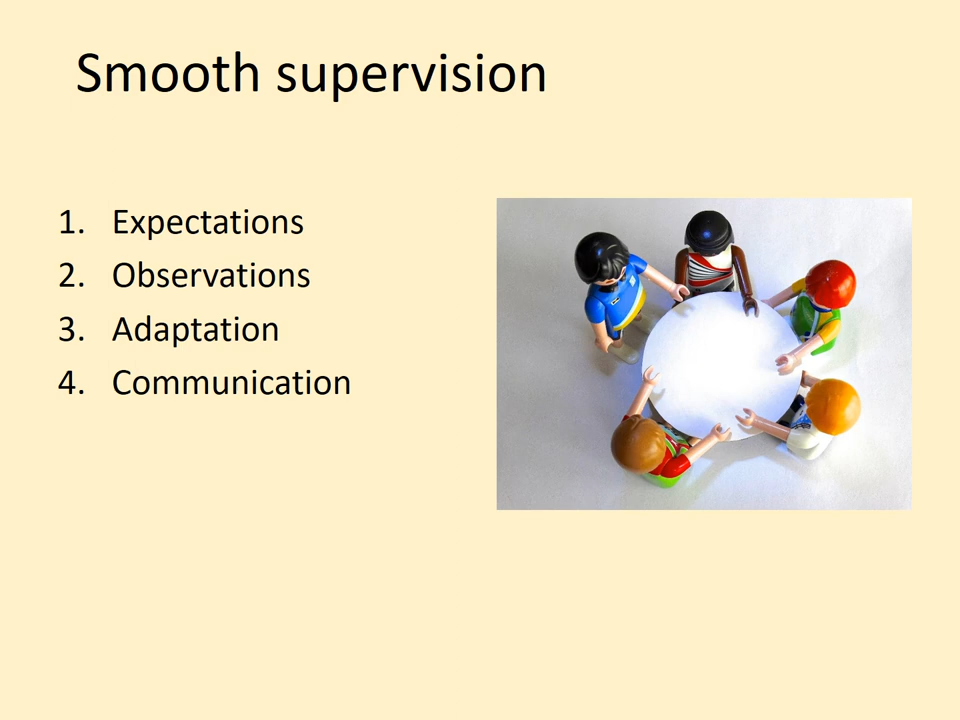 Smooth supervision
1. Expectations
2. Observations
3. Adaptation
4. Communication